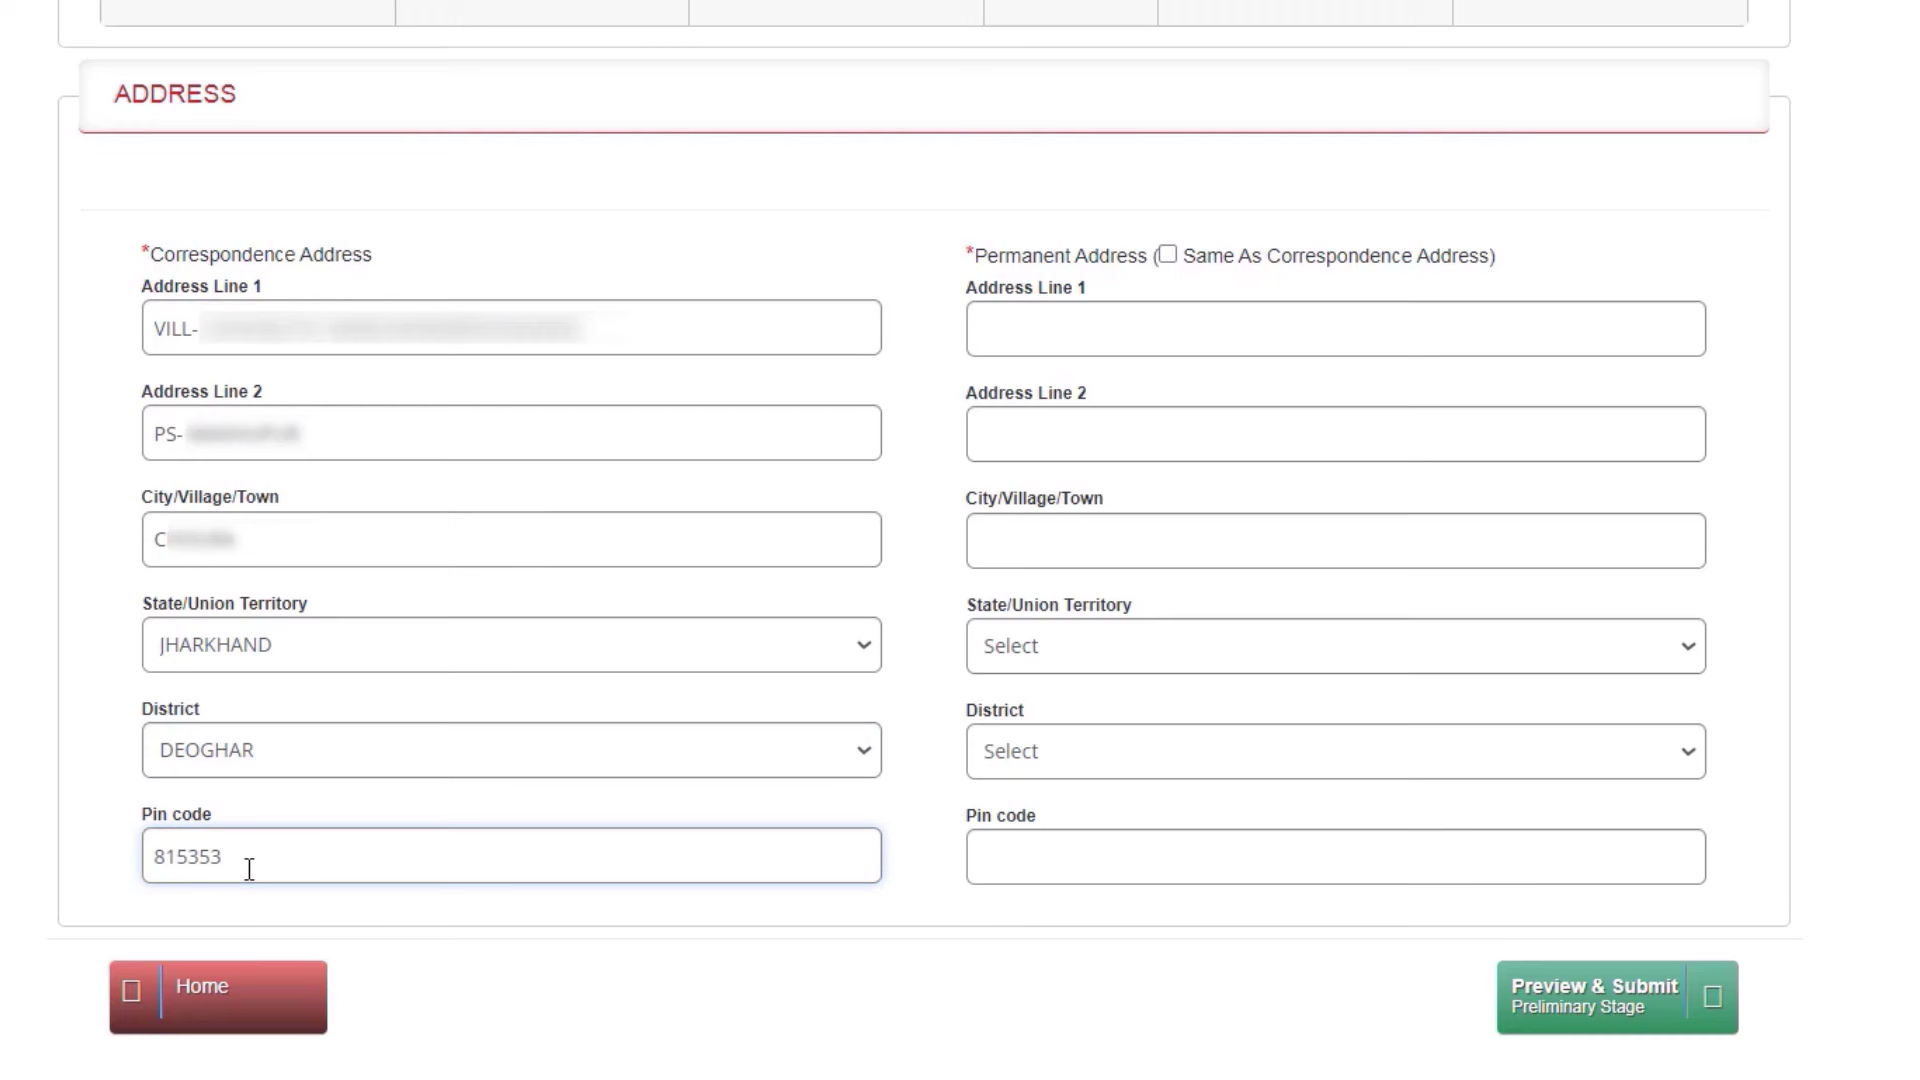 ADDRESS
*Correspondence Address
Address Line 1
VILL-
Address Line 2
PS-
City/Village/Town
C
State/Union Territory
JHARKHAND
District
DEOGHAR
Pin code
815353
*Permanent Address (Same As Correspondence Address)
Address Line 1
Address Line 2
City/Village/Town
State/Union Territory
Select
District
Select
Pin code
Home
Preview & Submit
Preliminary Stage